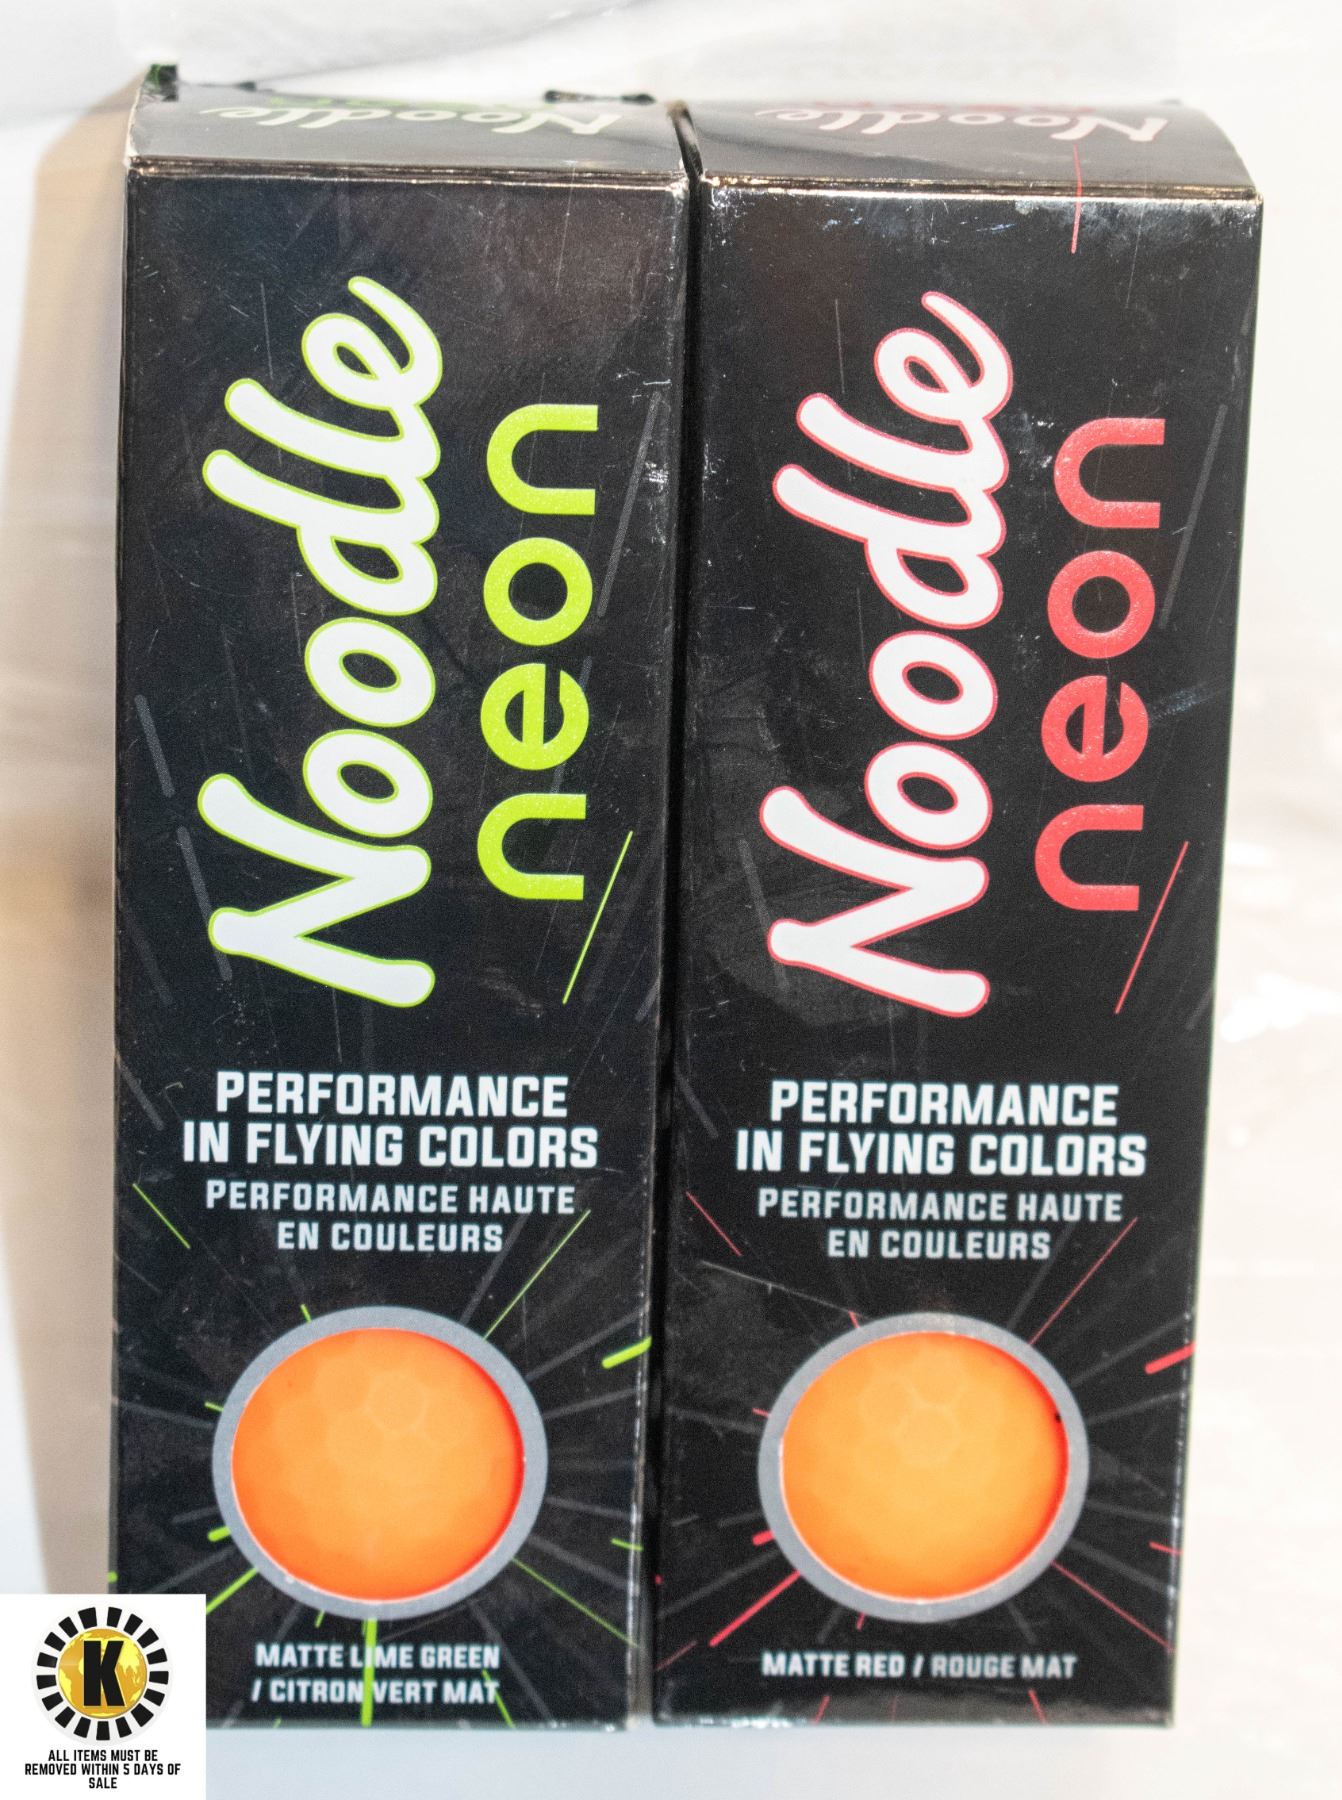 Noodle
Noodle
Noodle
neon
PERFORMANCE
IN FLYING COLORS
PERFORMANCE HAUTE
EN COULEURS
MATTE LIME GREEN
/ CITRON VERT MAT
Noodle
neon
PERFORMANCE
IN FLYING COLORS
PERFORMANCE HAUTE
EN COULEURS
MATTE RED / ROUGE MAT
K
ALL ITEMS MUST BE
REMOVED WITHIN 5 DAYS OF
SALE